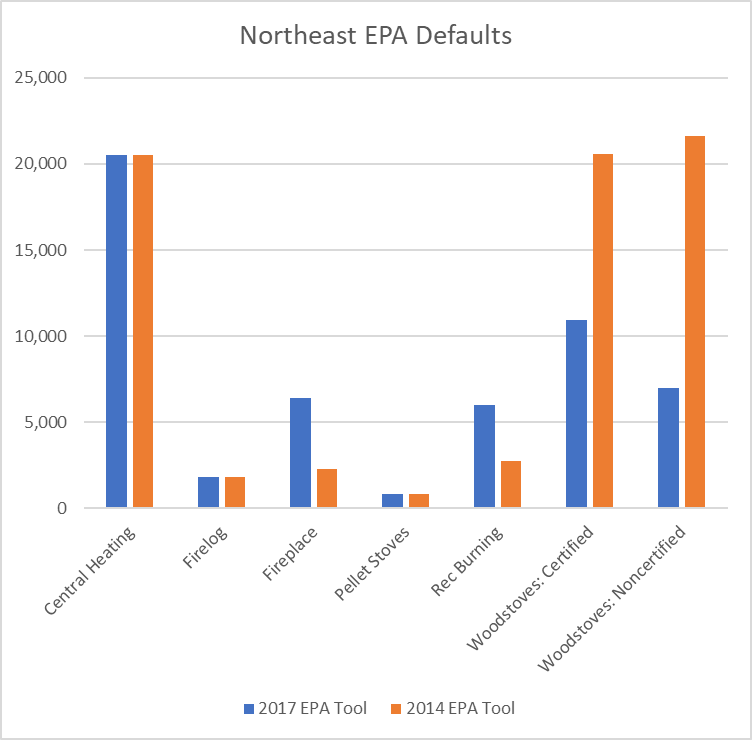 Northeast EPA Defaults
25,000
20,000
15,000
10,000
5,000
0
Central Heating
Firelog
Fireplace
Pellet Stoves
Rec Burning
Woodstoves: Certified
Woodstoves: Noncertified
2017 EPA Tool
2014 EPA Tool